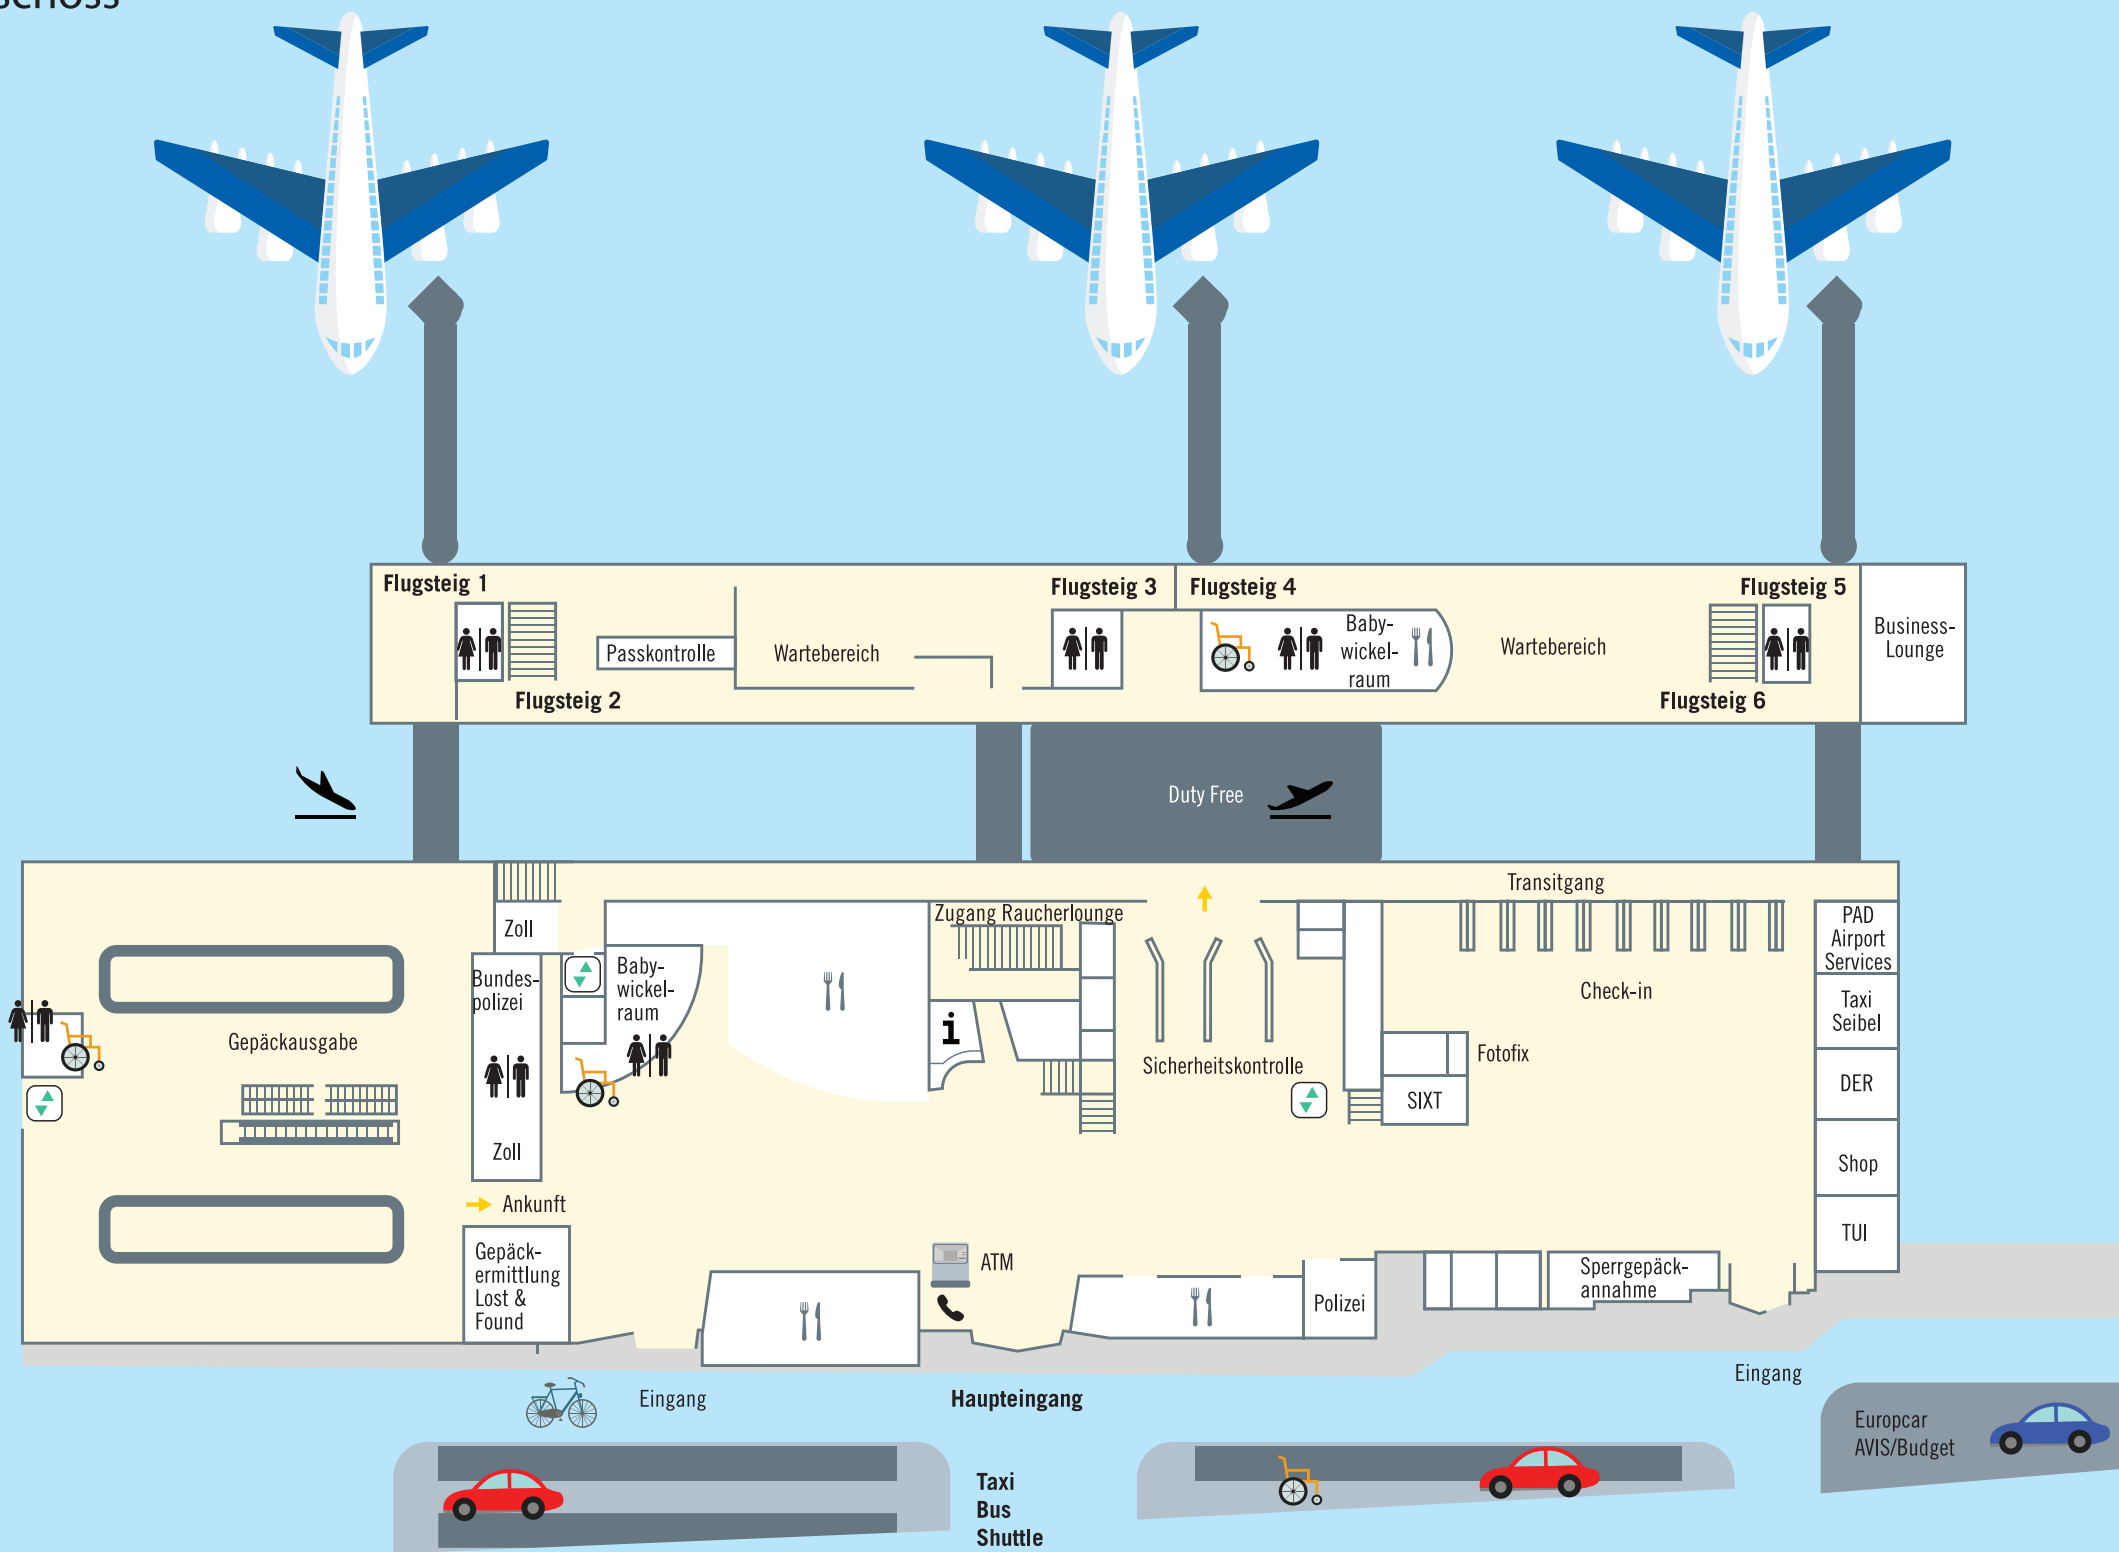 schoss
Flugsteig 1
Flugsteig 3
Flugsteig 4
Flugsteig 5
Passkontrolle
Wartebereich
Baby-
wickel-
raum
Wartebereich
Business-
Lounge
Flugsteig 2
Flugsteig 6
Duty Free
Transitgang
Zoll
Zugang Raucherlounge
PAD
Airport
Services
Bundes-
polizei
Baby-
wickel-
raum
Check-in
Taxi
Seibel
i
Gepäckausgabe
Sicherheitskontrolle
Fotofix
SIXT
DER
Zoll
Shop
Ankunft
TUI
Gepäck-
ermittlung
Lost &
Found
ATM
Polizei
Sperrgepäck-
annahme
Eingang
Haupteingang
Eingang
Europcar
AVIS/Budget
Taxi
Bus
Shuttle